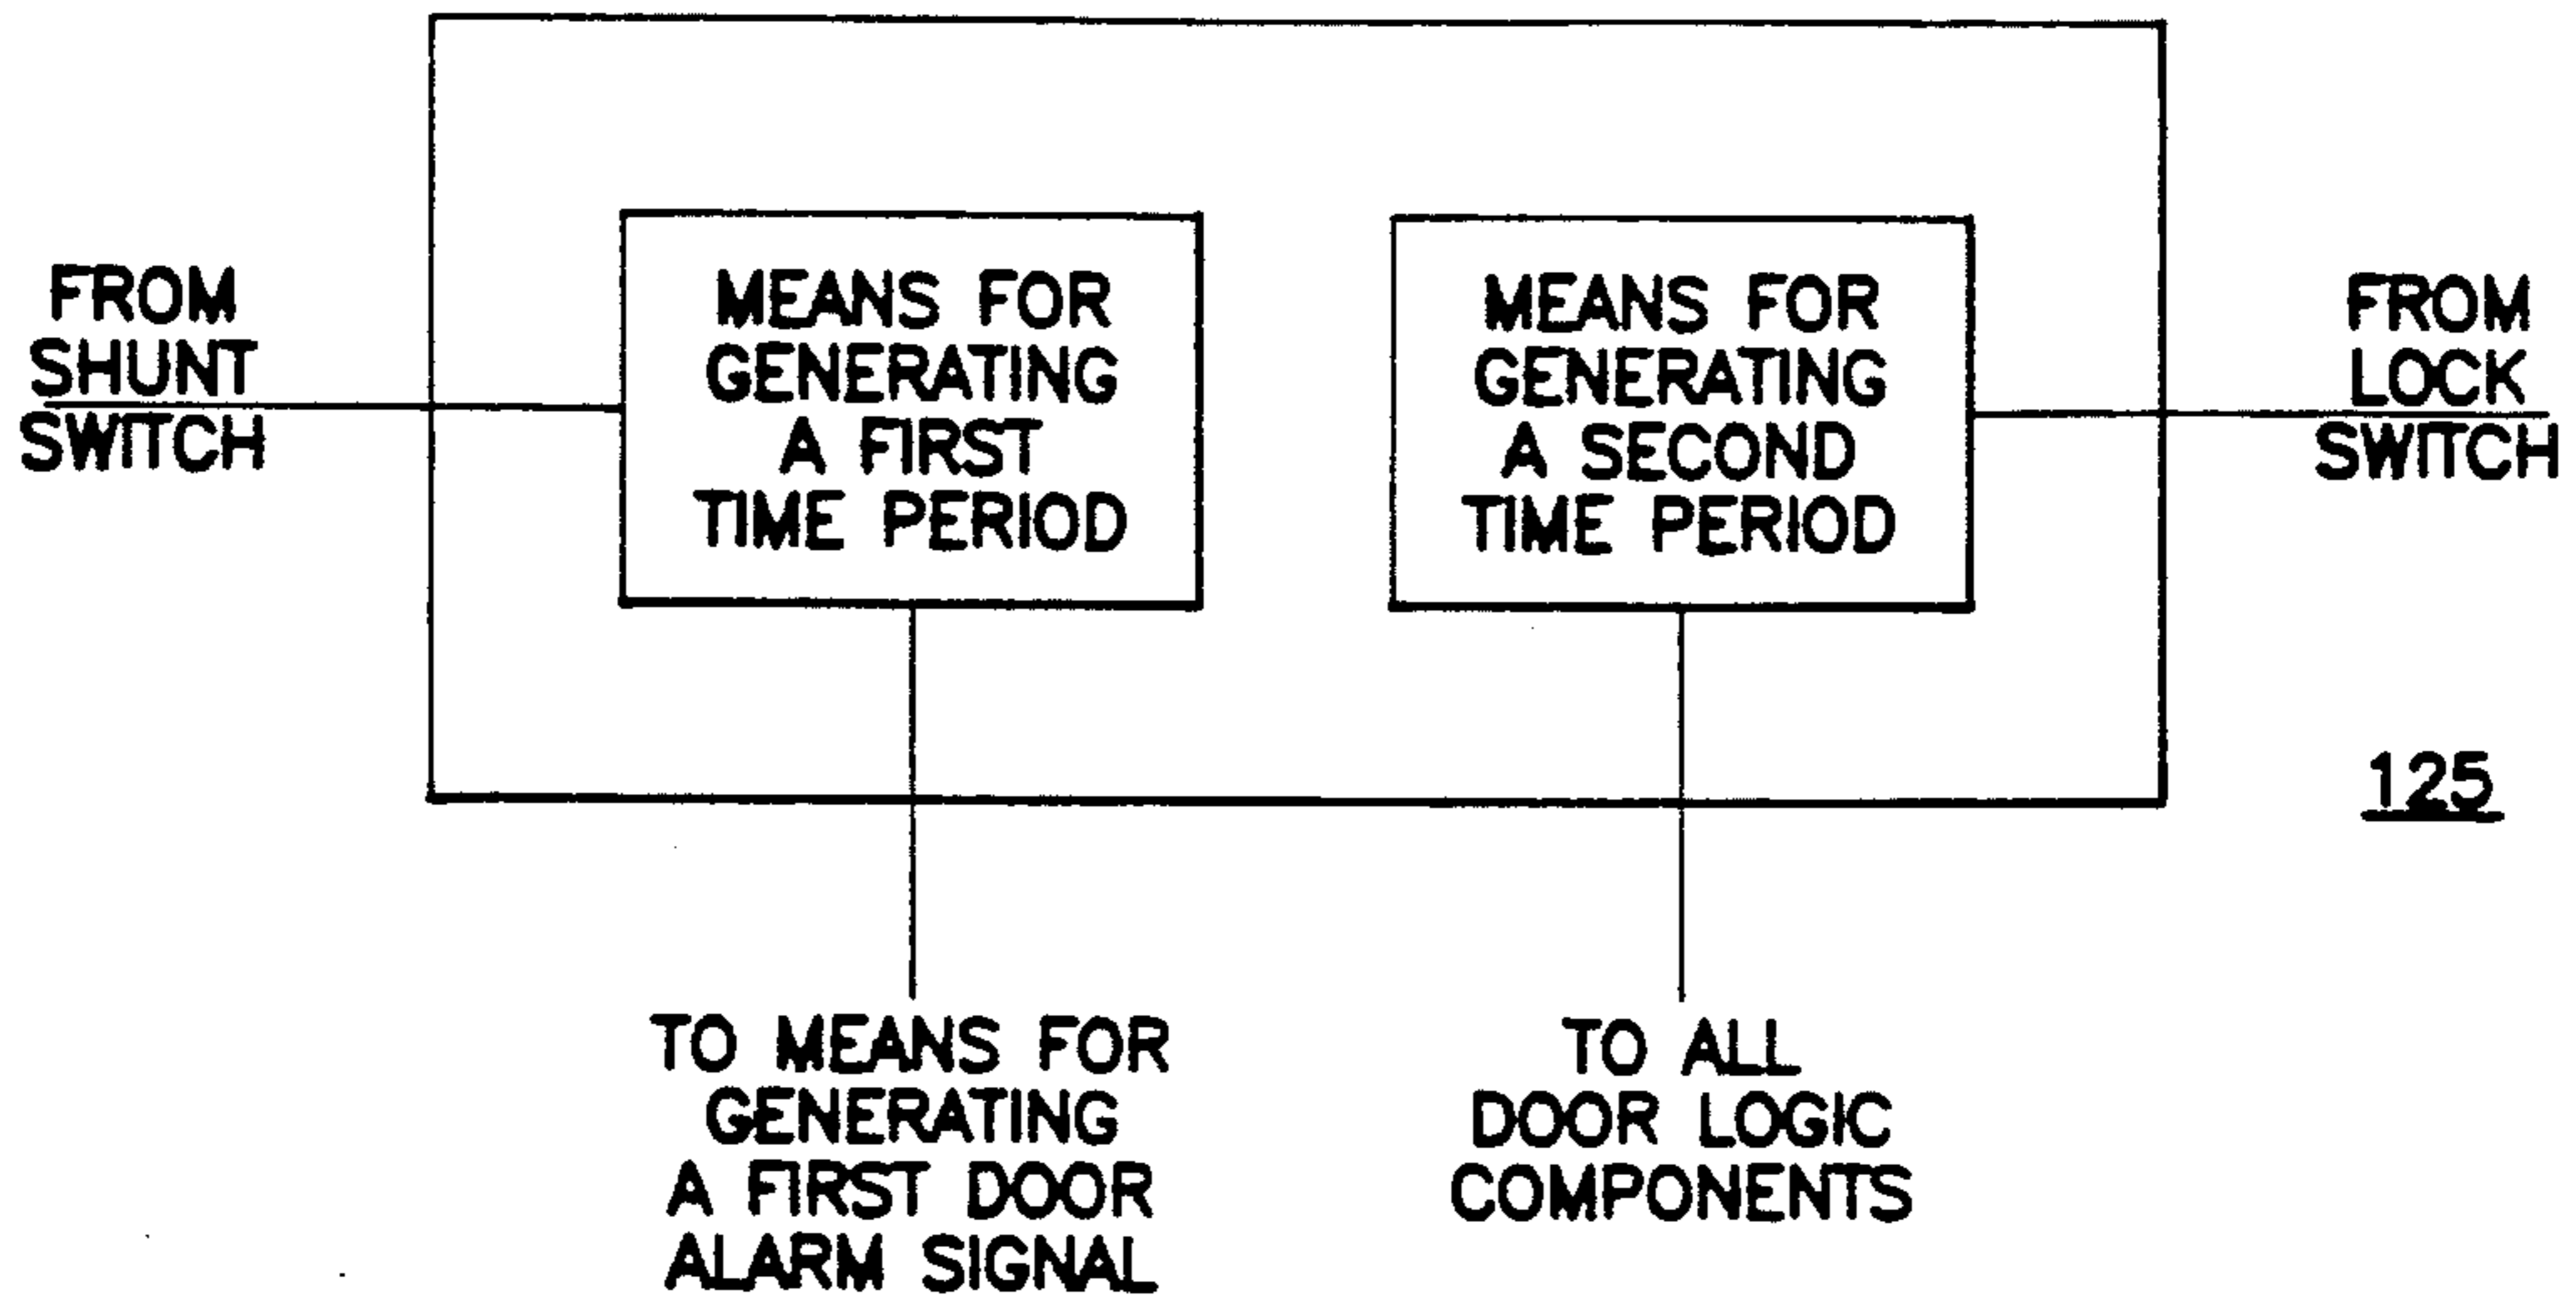 FROM
SHUNT
SWITCH
MEANS FOR
GENERATING
A FIRST
TIME PERIOD
MEANS FOR
GENERATING
A SECOND
TIME PERIOD
FROM
LOCK
SWITCH
125
TO MEANS FOR
GENERATING
A FIRST DOOR
ALARM SIGNAL
TO ALL
DOOR LOGIC
COMPONENTS